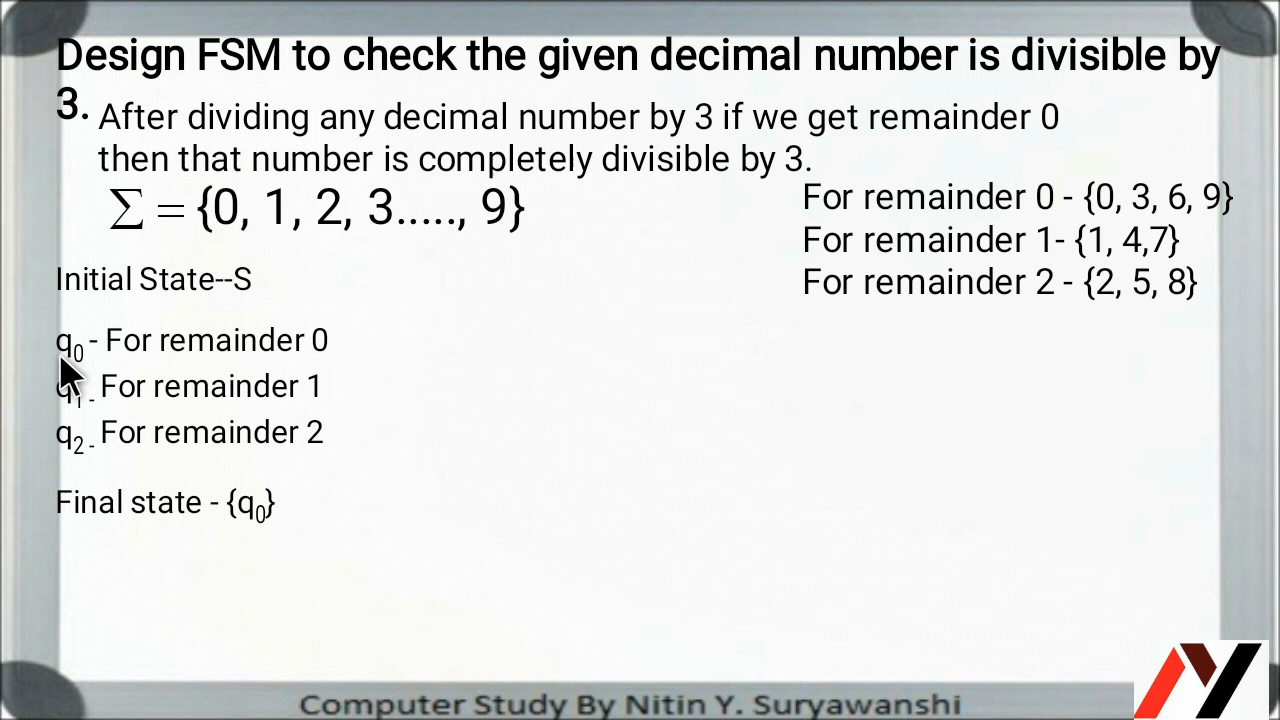 Design FSM to check the given decimal number is divisible by
3.
After dividing any decimal number by 3 if we get remainder 0
then that number is completely divisible by 3.
∑ = {0, 1, 2, 3....., 9}
For remainder 0 - {0, 3, 6, 9}
For remainder 1- {1, 4,7}
For remainder 2 - {2, 5, 8}
Initial State--S
q₀ - For remainder 0
q₁ - For remainder 1
q₂ - For remainder 2
Final state - {q₀}
Computer Study By Nitin Y. Suryawanshi